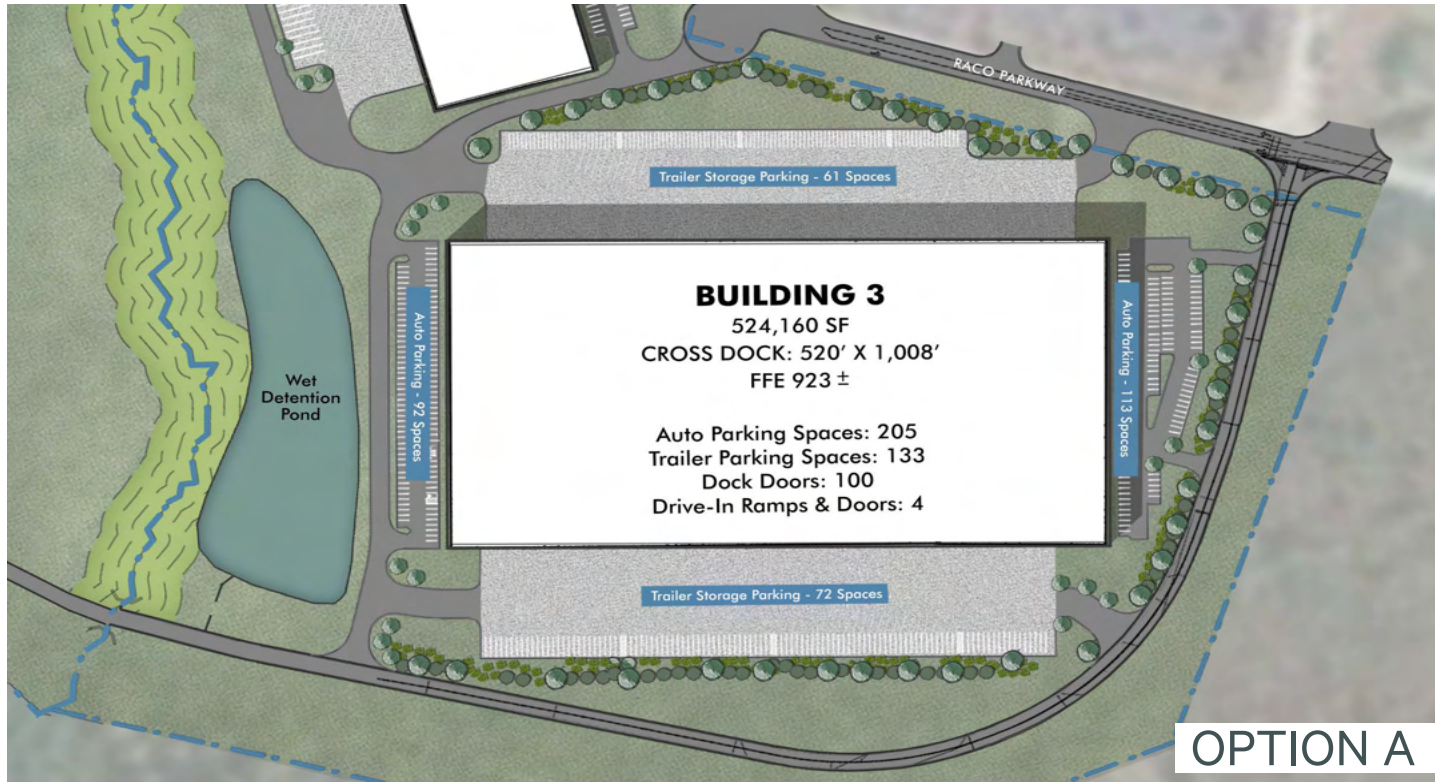 RACO PARKWAY
Trailer Storage Parking - 61 Spaces
BUILDING 3
524,160 SF
CROSS DOCK: 520’ X 1,008’
FFE 923 ±
Auto Parking Spaces: 205
Trailer Parking Spaces: 133
Dock Doors: 100
Drive-In Ramps & Doors: 4
Auto Parking - 92 Spaces
Auto Parking - 113 Spaces
Wet
Detention
Pond
Trailer Storage Parking - 72 Spaces
OPTION A